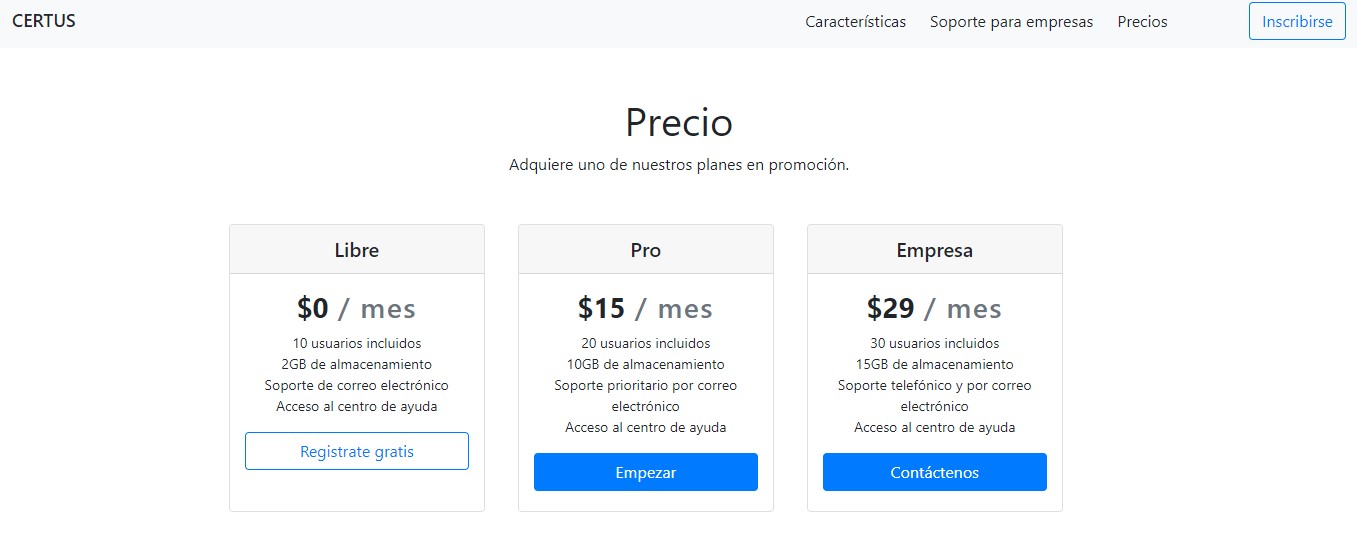 CERTUS
Características
Soporte para empresas
Precios
Inscribirse
Precio
Adquiere uno de nuestros planes en promoción.
Libre
$0 / mes
10 usuarios incluidos
2GB de almacenamiento
Soporte de correo electrónico
Acceso al centro de ayuda
Registrate gratis
Pro
$15 / mes
20 usuarios incluidos
10GB de almacenamiento
Soporte prioritario por correo
electrónico
Acceso al centro de ayuda
Empezar
Empresa
$29 / mes
30 usuarios incluidos
15GB de almacenamiento
Soporte telefónico y por correo
electrónico
Acceso al centro de ayuda
Contáctenos